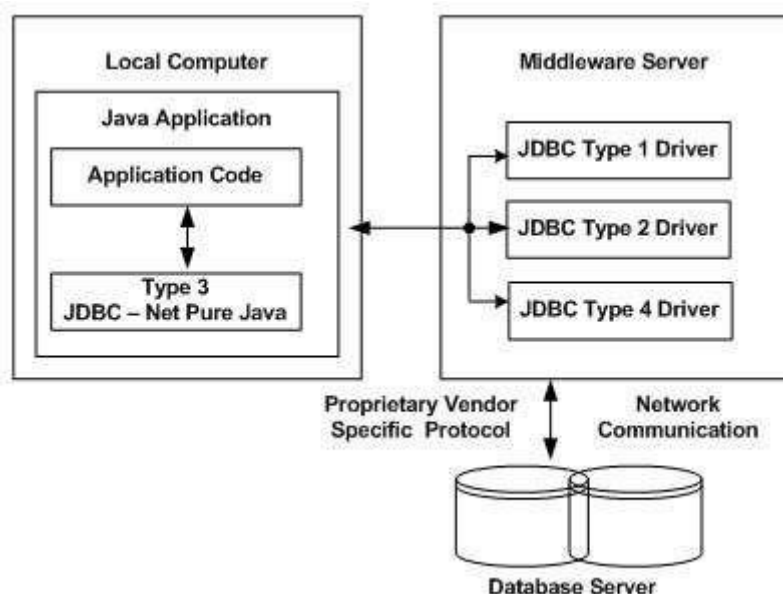 Local Computer
Java Application
Application Code
Type 3
JDBC – Net Pure Java
Middleware Server
JDBC Type 1 Driver
JDBC Type 2 Driver
JDBC Type 4 Driver
Proprietary Vendor
Specific Protocol
Network
Communication
Database Server